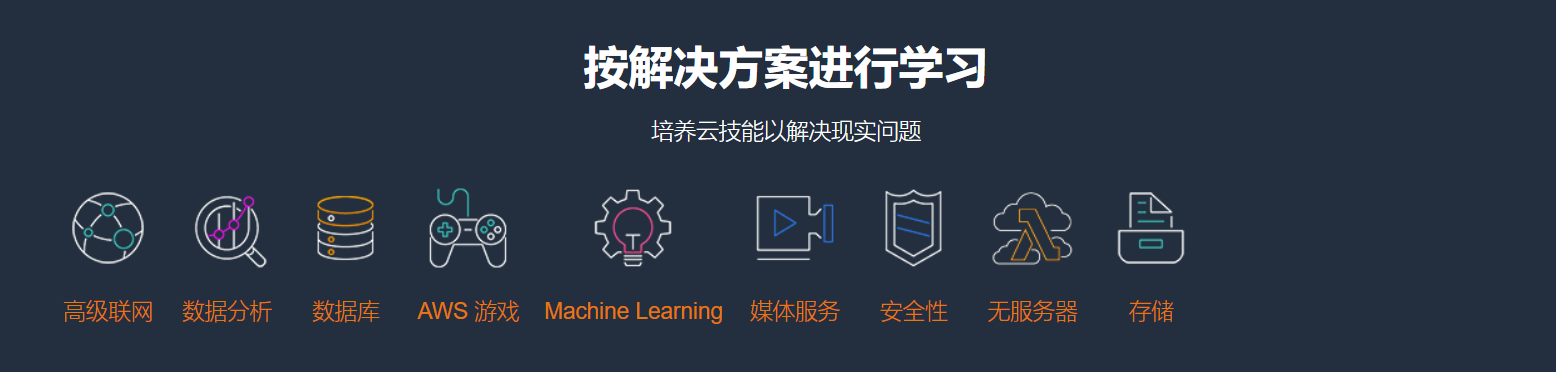 按解决方案进行学习
培养云技能以解决现实问题
高级联网 数据分析 数据库 AWS 游戏 Machine Learning 媒体服务 安全性 无服务器 存储